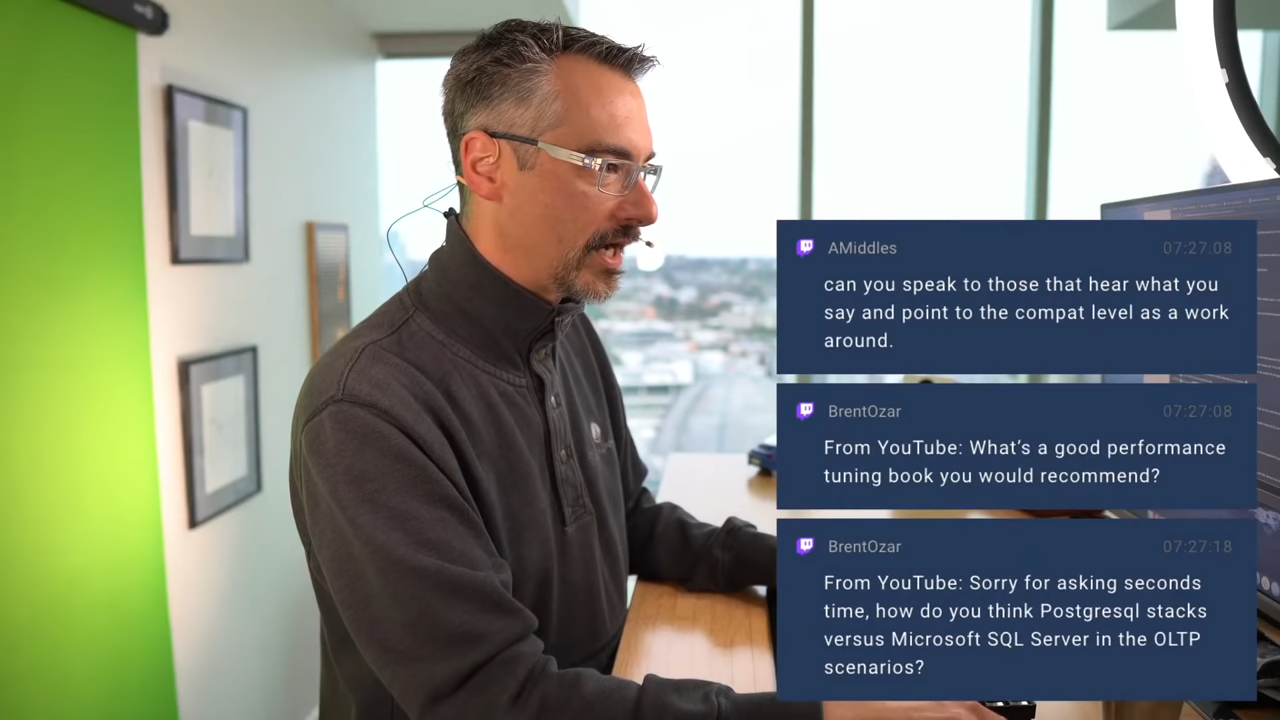 AMiddles 07:27:08
can you speak to those that hear what you
say and point to the compat level as a work
around.
BrentOzar 07:27:08
From YouTube: What's a good performance
tuning book you would recommend?
BrentOzar 07:27:18
From YouTube: Sorry for asking seconds
time, how do you think Postgresql stacks
versus Microsoft SQL Server in the OLTP
scenarios?